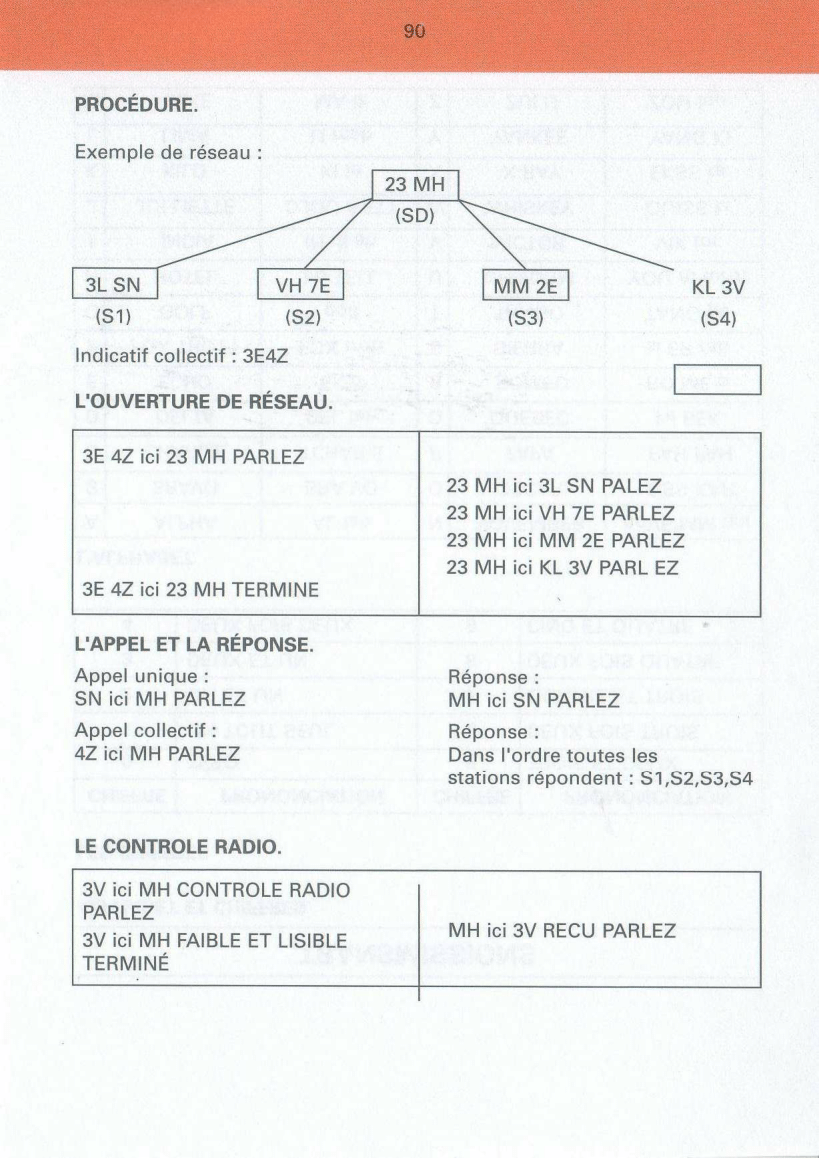 90
PROCÉDURE.
Exemple de réseau :
23 MH
(SD)
3L SN VH 7E MM 2E KL 3V
(S1) (S2) (S3) (S4)
Indicatif collectif : 3E4Z
L'OUVERTURE DE RÉSEAU.
3E 4Z ici 23 MH PARLEZ
23 MH ici 3L SN PALEZ
23 MH ici VH 7E PARLEZ
23 MH ici MM 2E PARLEZ
23 MH ici KL 3V PARL EZ
3E 4Z ici 23 MH TERMINE
L'APPEL ET LA RÉPONSE.
Appel unique :
SN ici MH PARLEZ
Réponse :
MH ici SN PARLEZ
Appel collectif :
4Z ici MH PARLEZ
Réponse :
Dans l'ordre toutes les
stations répondent : S1,S2,S3,S4
LE CONTROLE RADIO.
3V ici MH CONTROLE RADIO
PARLEZ
MH ici 3V RECU PARLEZ
3V ici MH FAIBLE ET LISIBLE
TERMINÉ